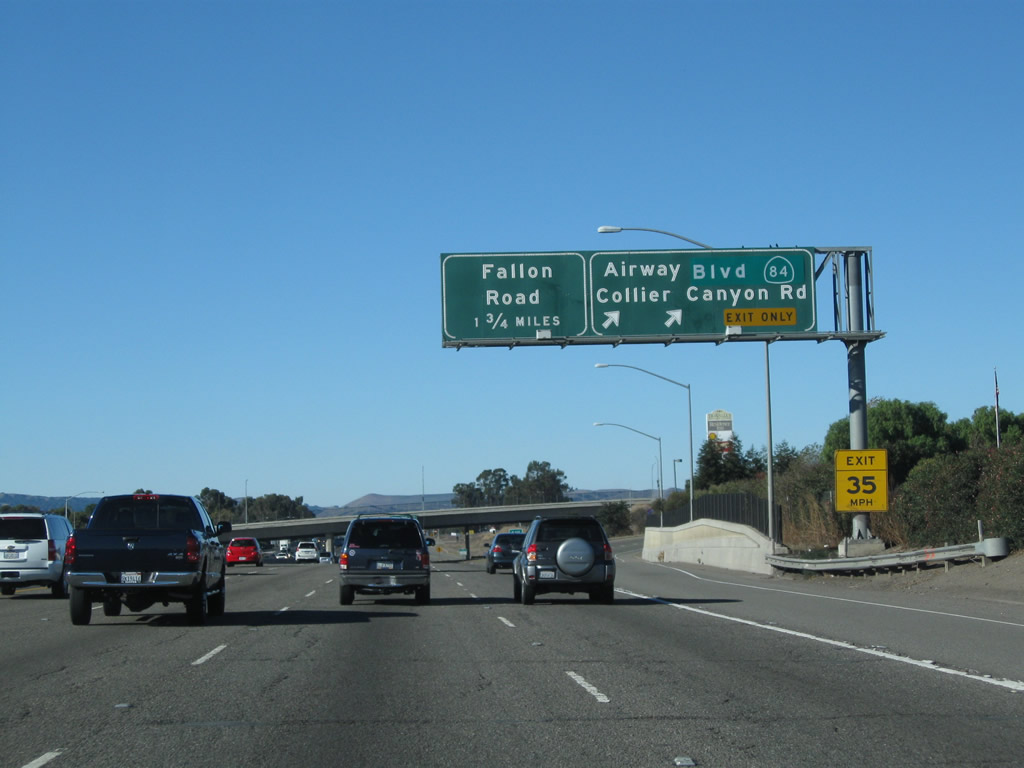 Fallon
Road
1 3/4 MILES
Airway Blvd 84
Collier Canyon Rd
EXIT ONLY
EXIT
35
MPH